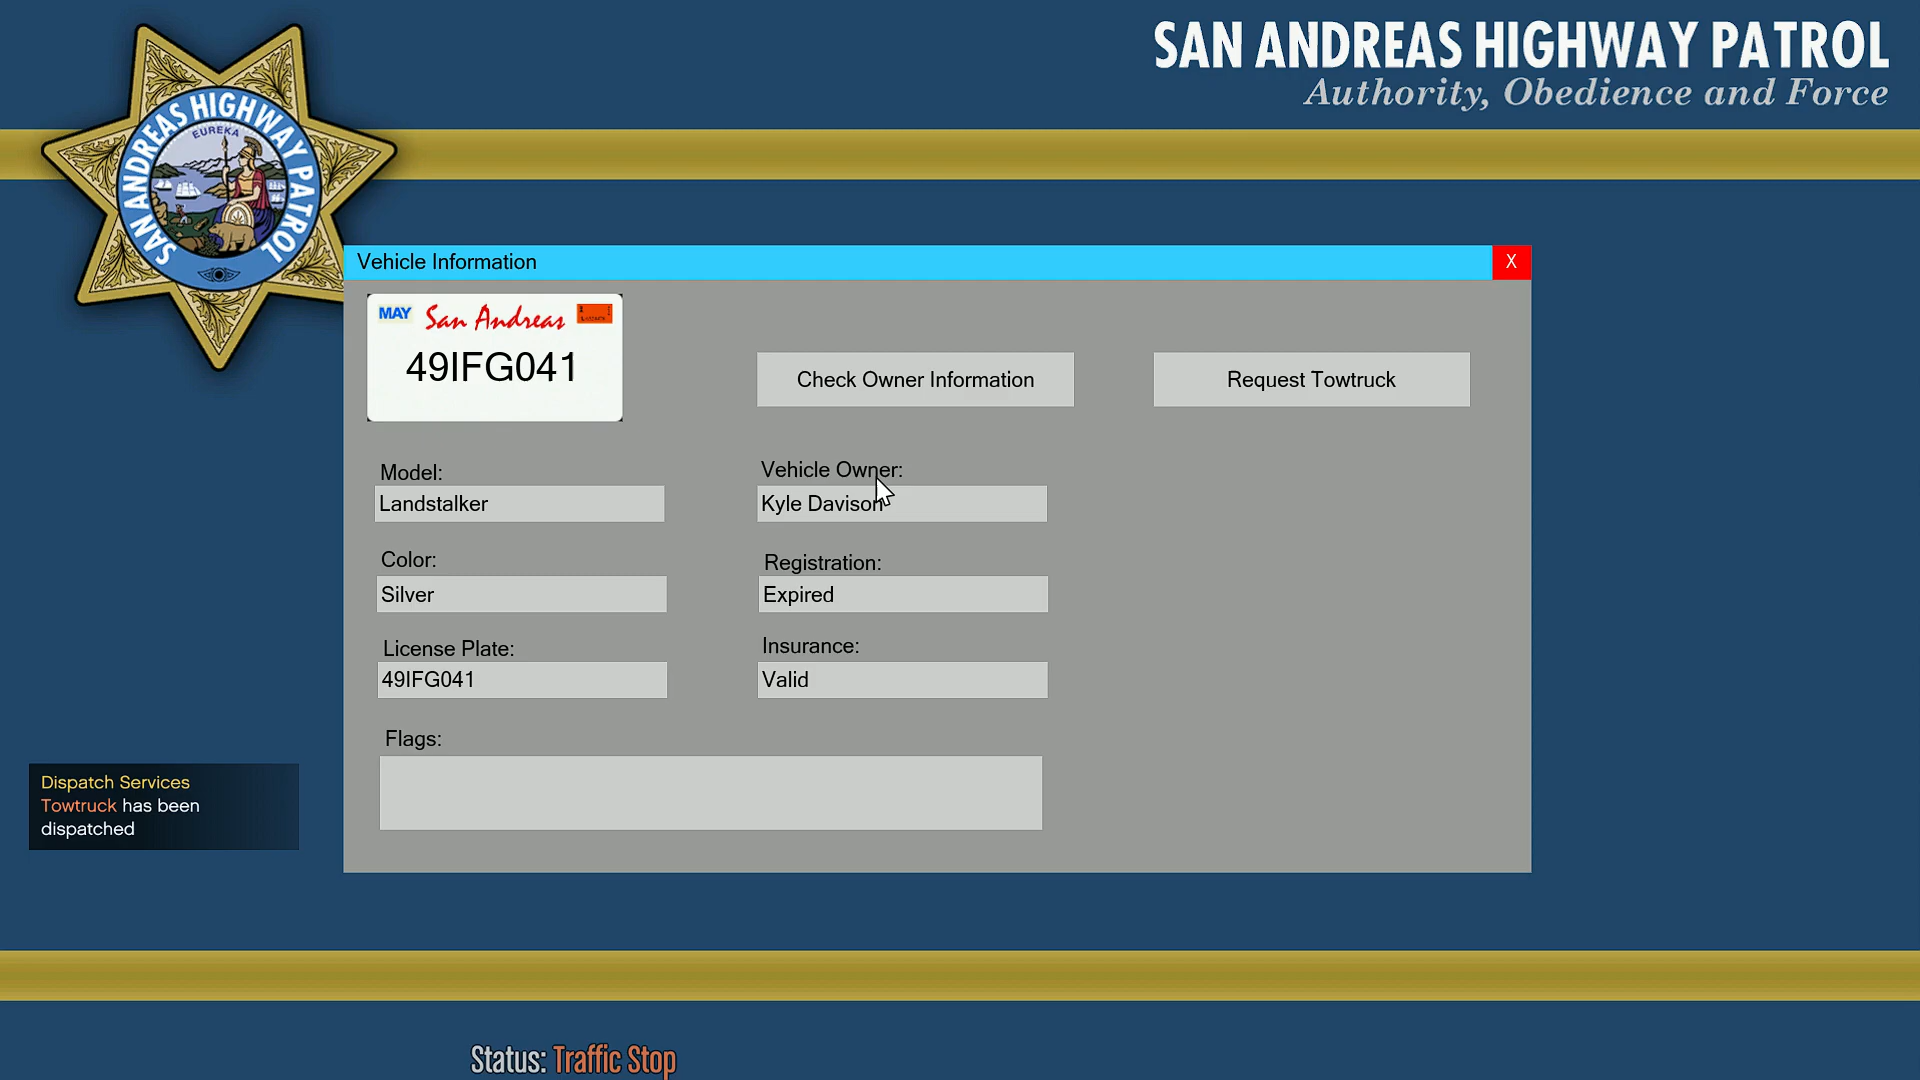 SAN ANDREAS HIGHWAY PATROL
Authority, Obedience and Force
SAN ANDREAS HIGHWAY PATROL
EUREKA
Vehicle Information
X
MAY
San Andreas
49IFG041
Check Owner Information
Request Towtruck
Model:
Landstalker
Vehicle Owner:
Kyle Davison
Color:
Silver
Registration:
Expired
License Plate:
49IFG041
Insurance:
Valid
Flags:
Dispatch Services
Towtruck has been
dispatched
Status: Traffic Stop